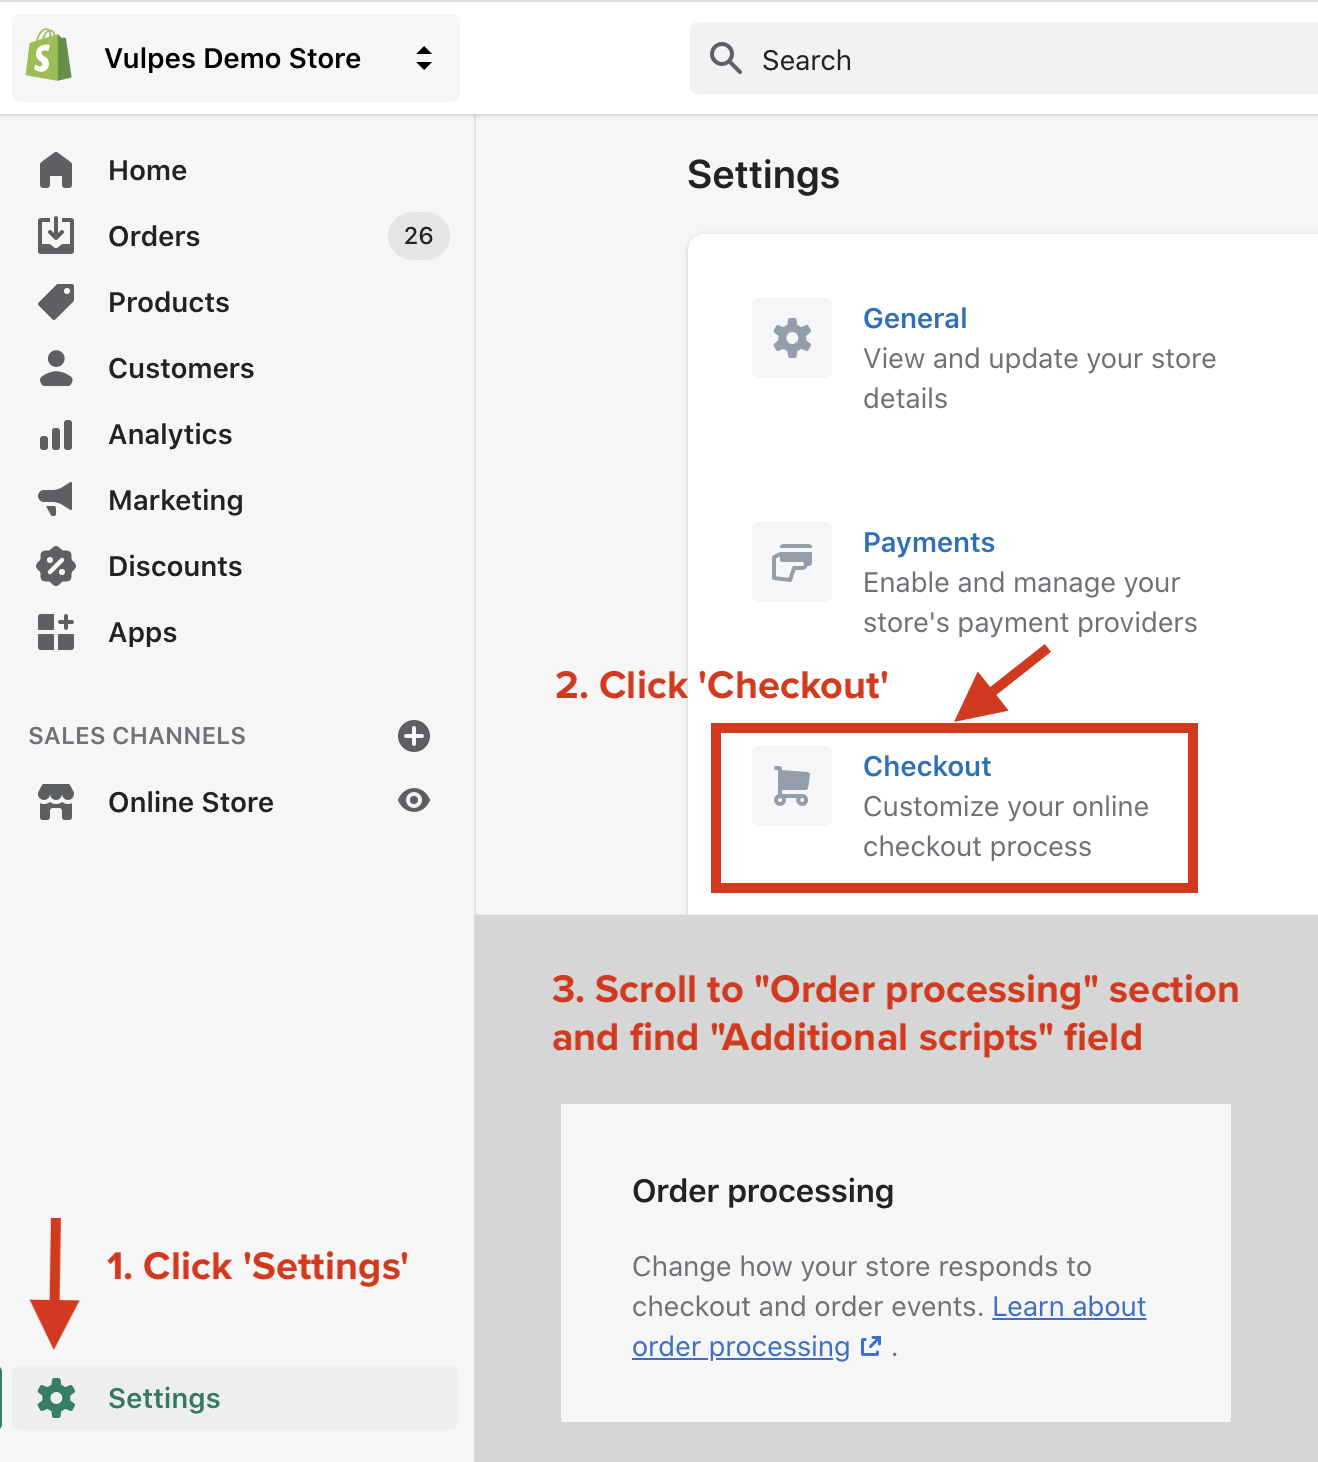 Vulpes Demo Store
Search
Home
Orders 26
Products
Customers
Analytics
Marketing
Discounts
Apps
SALES CHANNELS
Online Store
1. Click 'Settings'
Settings
Settings
General
View and update your store
details
Payments
Enable and manage your
store's payment providers
2. Click 'Checkout'
Checkout
Customize your online
checkout process
3. Scroll to "Order processing" section
and find "Additional scripts" field
Order processing
Change how your store responds to
checkout and order events. Learn about
order processing .